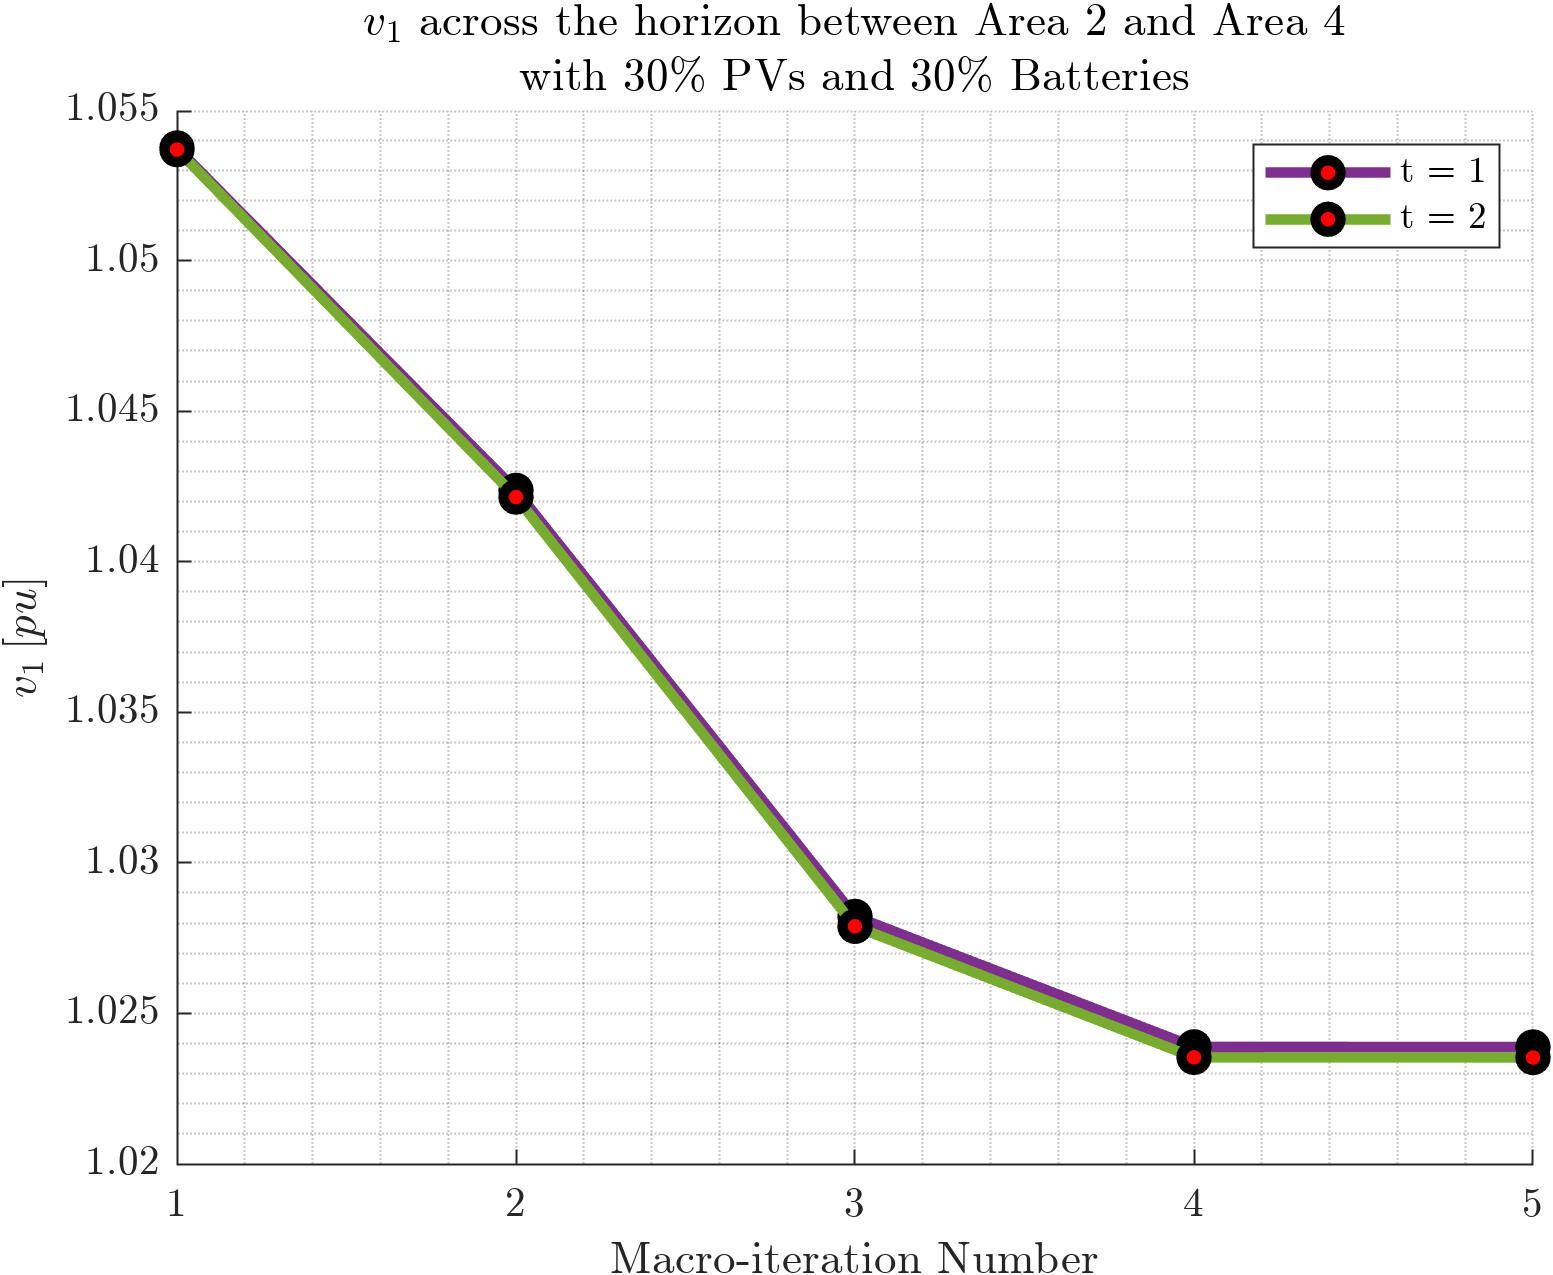 v₁ across the horizon between Area 2 and Area 4
with 30% PVs and 30% Batteries
t = 1
t = 2
1.055
1.05
1.045
1.04
1.035
1.03
1.025
1.02
v₁ [pu]
1 2 3 4 5
Macro-iteration Number